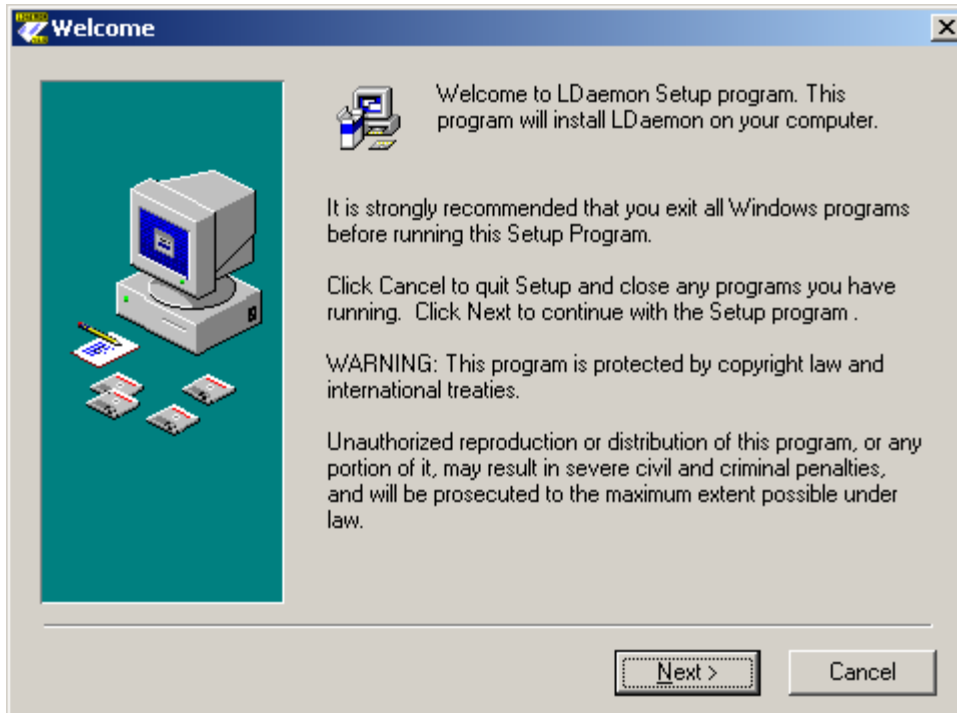 Welcome
Welcome to LDaemon Setup program. This
program will install LDaemon on your computer.
It is strongly recommended that you exit all Windows programs
before running this Setup Program.
Click Cancel to quit Setup and close any programs you have
running.  Click Next to continue with the Setup program .
WARNING: This program is protected by copyright law and
international treaties.
Unauthorized reproduction or distribution of this program, or any
portion of it, may result in severe civil and criminal penalties,
and will be prosecuted to the maximum extent possible under
law.
Next >
Cancel